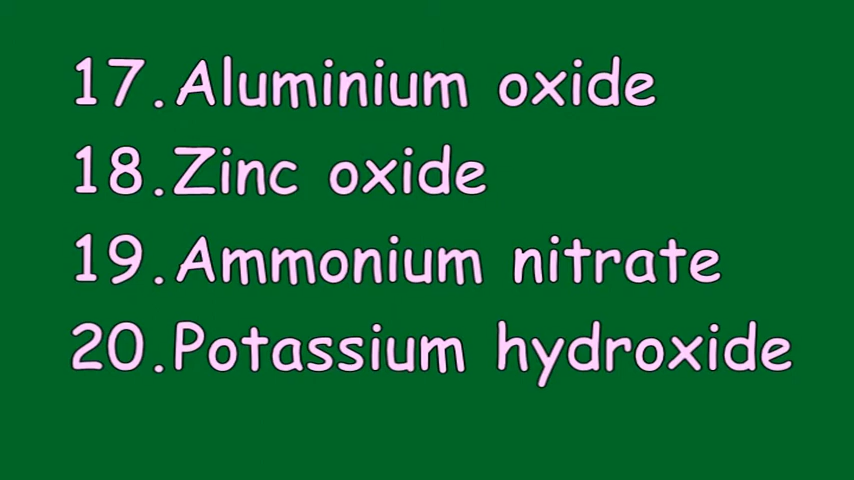 17.Aluminium oxide
18.Zinc oxide
19.Ammonium nitrate
20.Potassium hydroxide